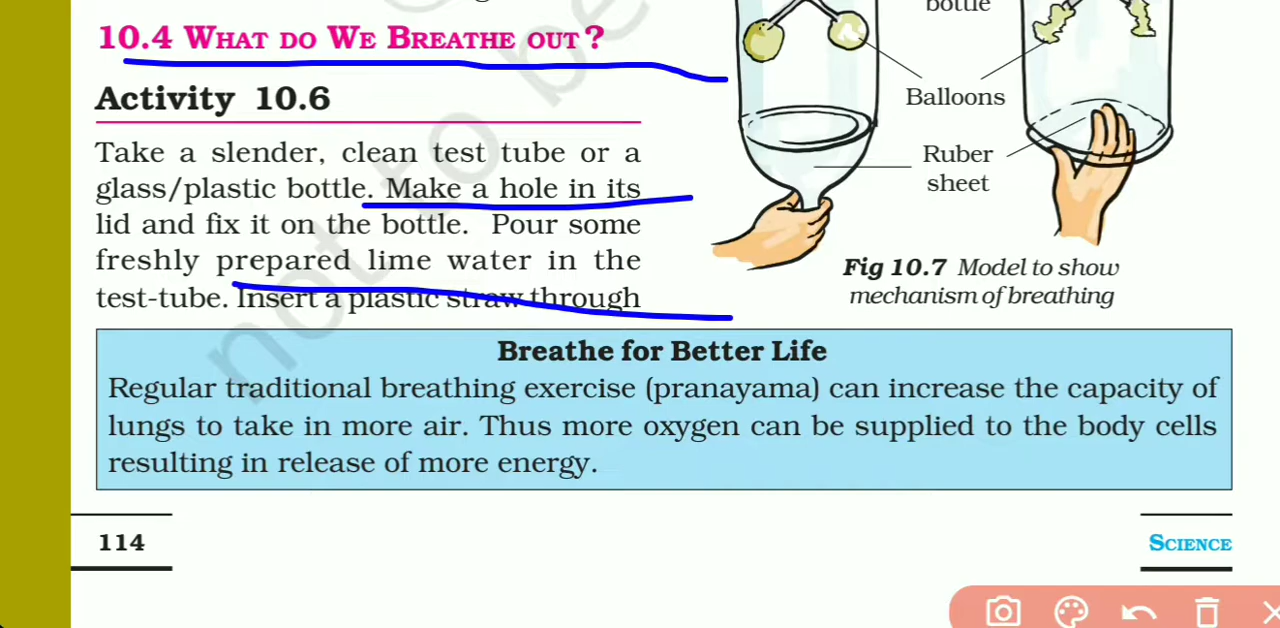 bottle
10.4 WHAT DO WE BREATHE OUT?
Activity 10.6
Take a slender, clean test tube or a
glass/plastic bottle. Make a hole in its
lid and fix it on the bottle. Pour some
freshly prepared lime water in the
test-tube. Insert a plastic straw through
Balloons
Ruber
sheet
Fig 10.7 Model to show
mechanism of breathing
Breathe for Better Life
Regular traditional breathing exercise (pranayama) can increase the capacity of
lungs to take in more air. Thus more oxygen can be supplied to the body cells
resulting in release of more energy.
114
SCIENCE
not to be